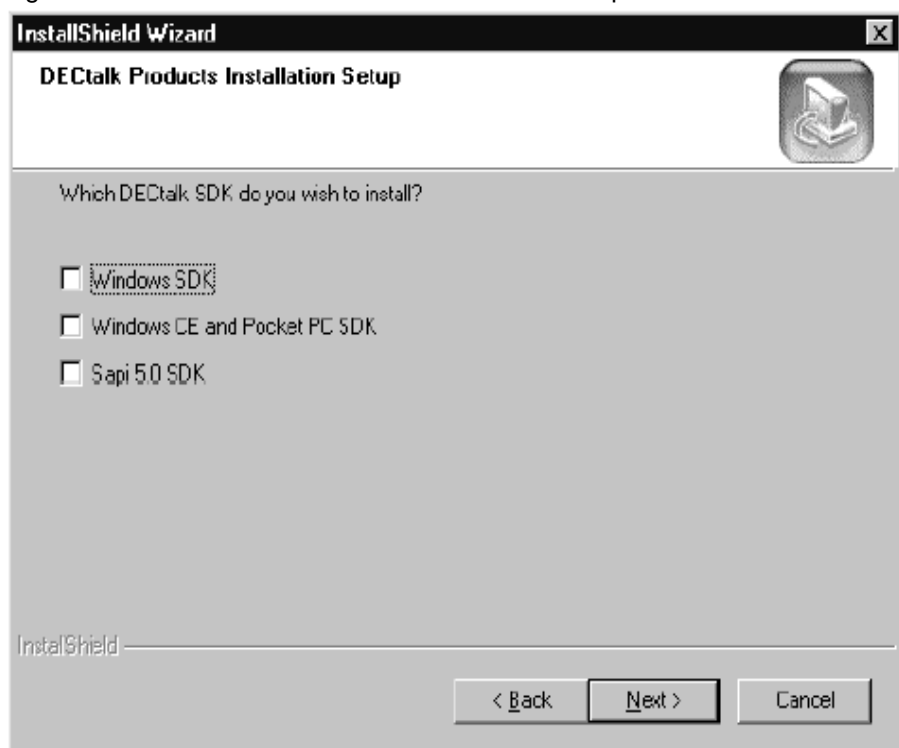 InstallShield Wizard
DECtalk Products Installation Setup
Which DECtalk SDK do you wish to install?
Windows SDK
Windows CE and Pocket PC SDK
Sapi 5.0 SDK
InstallShield
< Back
Next >
Cancel